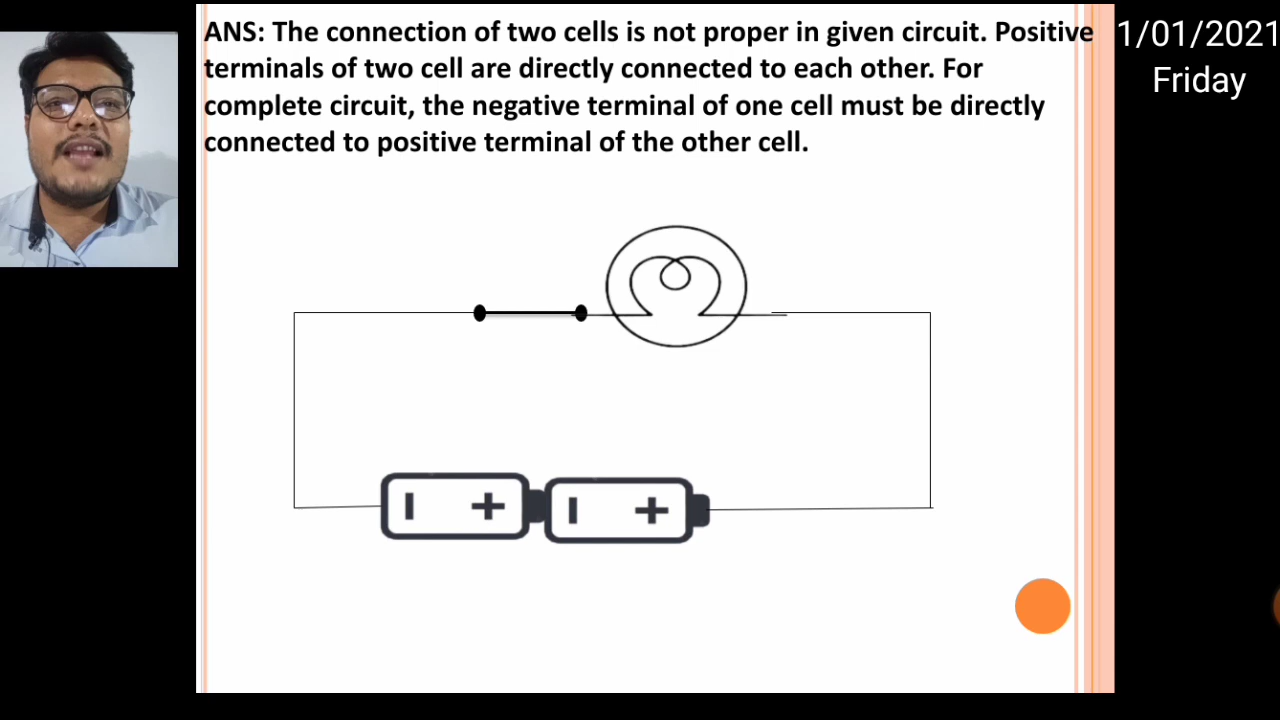 ANS: The connection of two cells is not proper in given circuit. Positive
terminals of two cell are directly connected to each other. For
complete circuit, the negative terminal of one cell must be directly
connected to positive terminal of the other cell.
1/01/2021
Friday
I + I +